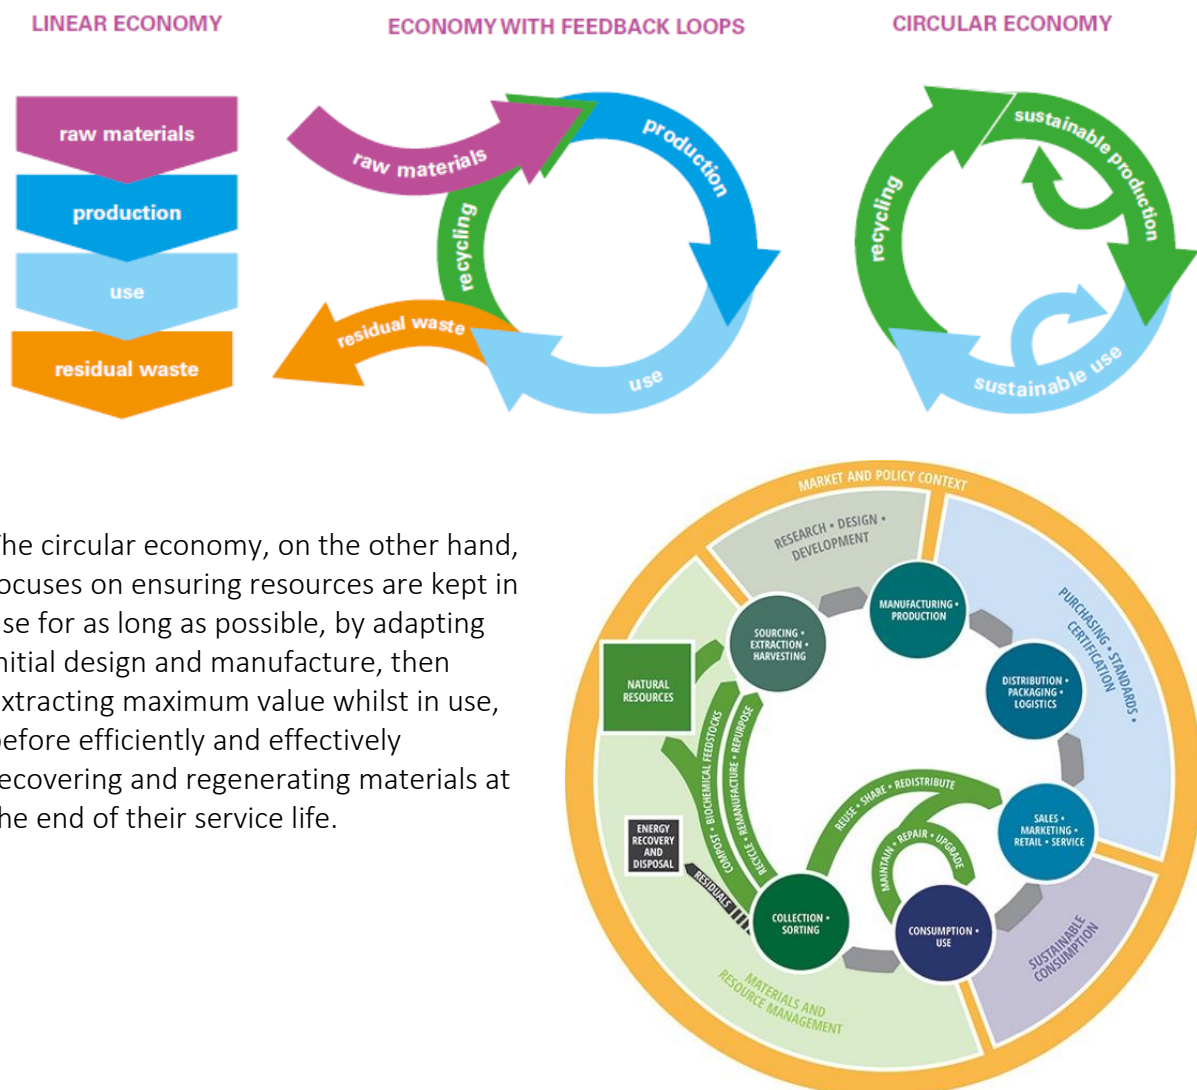 LINEAR ECONOMY
raw materials
production
use
residual waste
ECONOMY WITH FEEDBACK LOOPS
raw materials
production
recycling
residual waste
use
CIRCULAR ECONOMY
sustainable production
recycling
sustainable use
he circular economy, on the other hand,
ocuses on ensuring resources are kept in
se for as long as possible, by adapting
nitial design and manufacture, then
xtracting maximum value whilst in use,
before efficiently and effectively
ecovering and regenerating materials at
he end of their service life.
MARKET AND POLICY CONTEXT
RESEARCH • DESIGN •
DEVELOPMENT
PURCHASING • STANDARDS •
CERTIFICATION
SUSTAINABLE
CONSUMPTION
MATERIALS AND
RESOURCE MANAGEMENT
SOURCING •
EXTRACTION •
HARVESTING
MANUFACTURING •
PRODUCTION
DISTRIBUTION •
PACKAGING •
LOGISTICS
SALES •
MARKETING •
RETAIL • SERVICE
CONSUMPTION •
USE
COLLECTION •
SORTING
NATURAL
RESOURCES
ENERGY
RECOVERY
AND
DISPOSAL
RESIDUALS
COMPOST • BIOCHEMICAL FEEDSTOCKS
RECYCLE • REMANUFACTURE • REPURPOSE
REUSE • SHARE • REDISTRIBUTE
MAINTAIN • REPAIR • UPGRADE